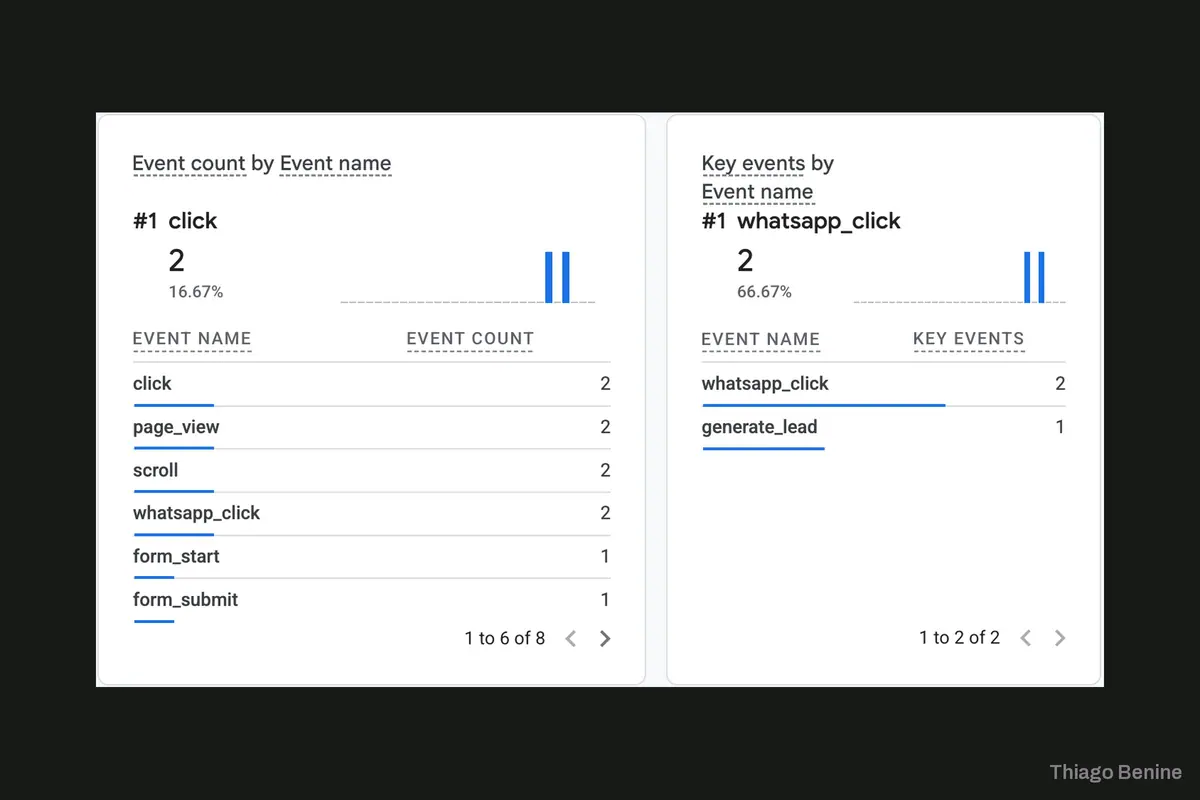 Event count by Event name
#1 click
2
16.67%
EVENT NAME EVENT COUNT
click 2
page_view 2
scroll 2
whatsapp_click 2
form_start 1
form_submit 1
1 to 6 of 8
Key events by
Event name
#1 whatsapp_click
2
66.67%
EVENT NAME KEY EVENTS
whatsapp_click 2
generate_lead 1
1 to 2 of 2
Thiago Benine